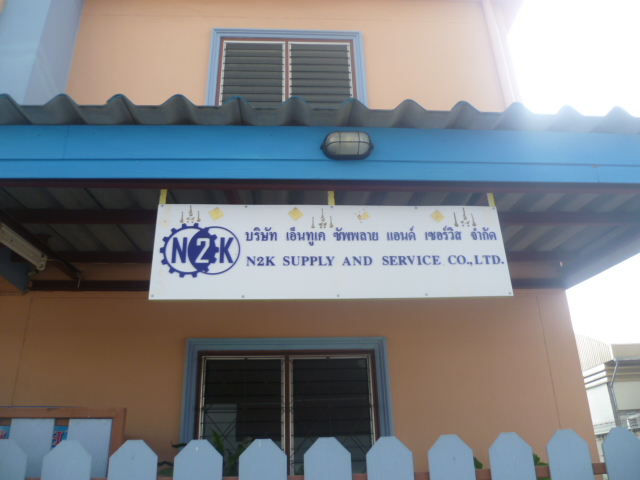 N2K
บริษัท เอ็นทูเค ซัพพลาย แอนด์ เซอร์วิส จำกัด
N2K SUPPLY AND SERVICE CO.,LTD.